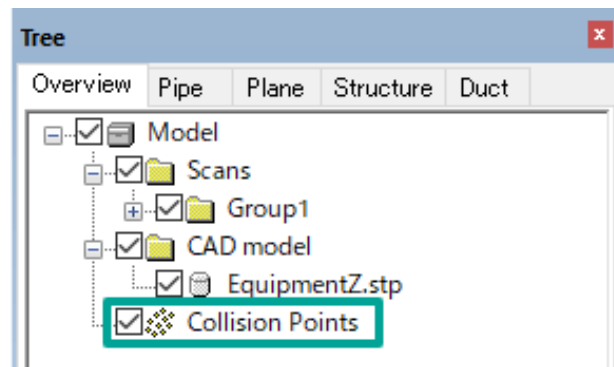 Tree
Overview Pipe Plane Structure Duct
Model
Scans
Group1
CAD model
EquipmentZ.stp
Collision Points